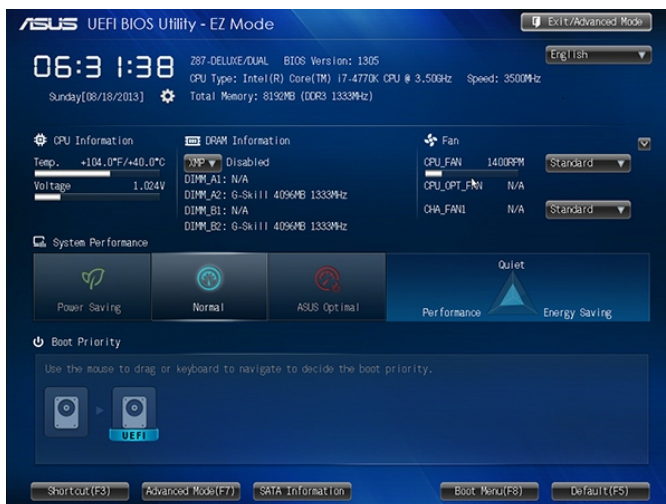 ASUS UEFI BIOS Utility - EZ Mode
Exit/Advanced Mode
English
06:31:38
Sunday[08/18/2013]
Z87-DELUXE/DUAL BIOS Version: 1305
CPU Type: Intel(R) Core(TM) i7-4770K CPU @ 3.50GHz Speed: 3500MHz
Total Memory: 8192MB (DDR3 1333MHz)
CPU Information
Temp. +104.0°F/+40.0°C
Voltage 1.024V
DRAM Information
XMP Disabled
DIMM_A1: N/A
DIMM_A2: G-Skill 4096MB 1333MHz
DIMM_B1: N/A
DIMM_B2: G-Skill 4096MB 1333MHz
Fan
CPU_FAN 1400RPM Standard
CPU_OPT_FAN N/A
CHA_FAN1 N/A Standard
System Performance
Power Saving
Normal
ASUS Optimal
Quiet
Performance
Energy Saving
Boot Priority
Use the mouse to drag or keyboard to navigate to decide the boot priority.
UEFI
Shortcut(F3)
Advanced Mode(F7)
SATA Information
Boot Menu(F8)
Default(F5)